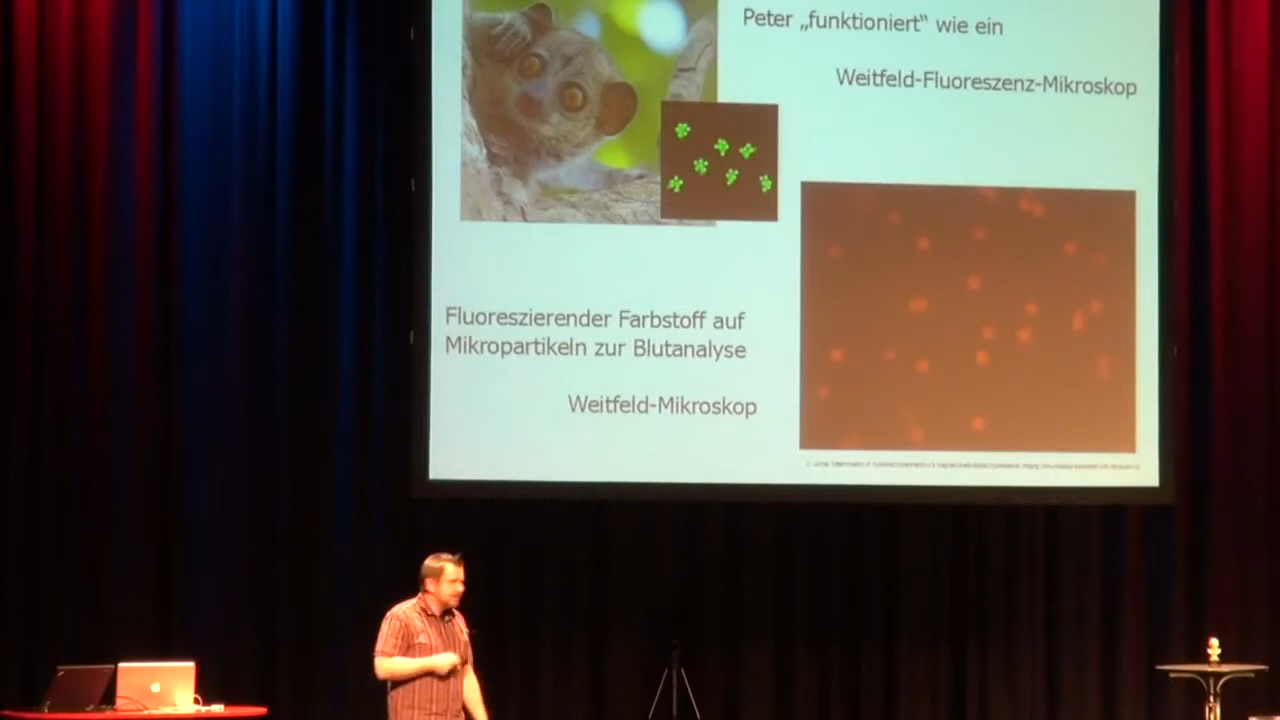 Peter „funktioniert“ wie ein
Weitfeld-Fluoreszenz-Mikroskop
Fluoreszierender Farbstoff auf
Mikropartikeln zur Blutanalyse
Weitfeld-Mikroskop